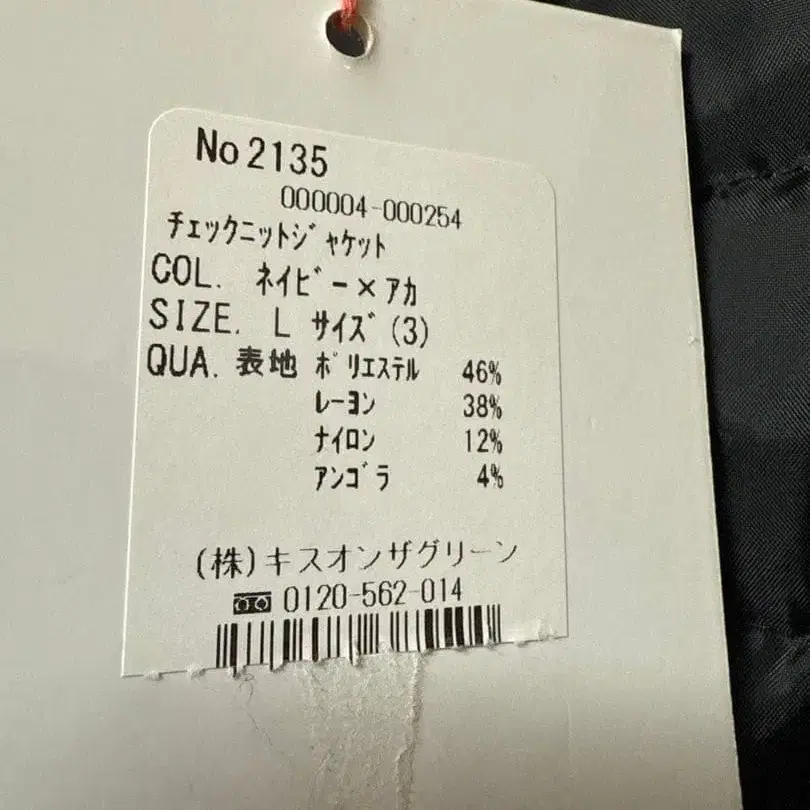 No 2135
000004-000254
ﾁｪｯｸﾆｯﾄｼﾞｬｹｯﾄ
COL. ﾈｲﾋﾞｰ×ｱｶ
SIZE. L ｻｲｽﾞ(3)
QUA. 表地 ﾎﾟﾘｴｽﾃﾙ 46%
ﾚｰﾖﾝ 38%
ﾅｲﾛﾝ 12%
ｱﾝｺﾞﾗ 4%
(株)キスオンザグリーン
0120-562-014